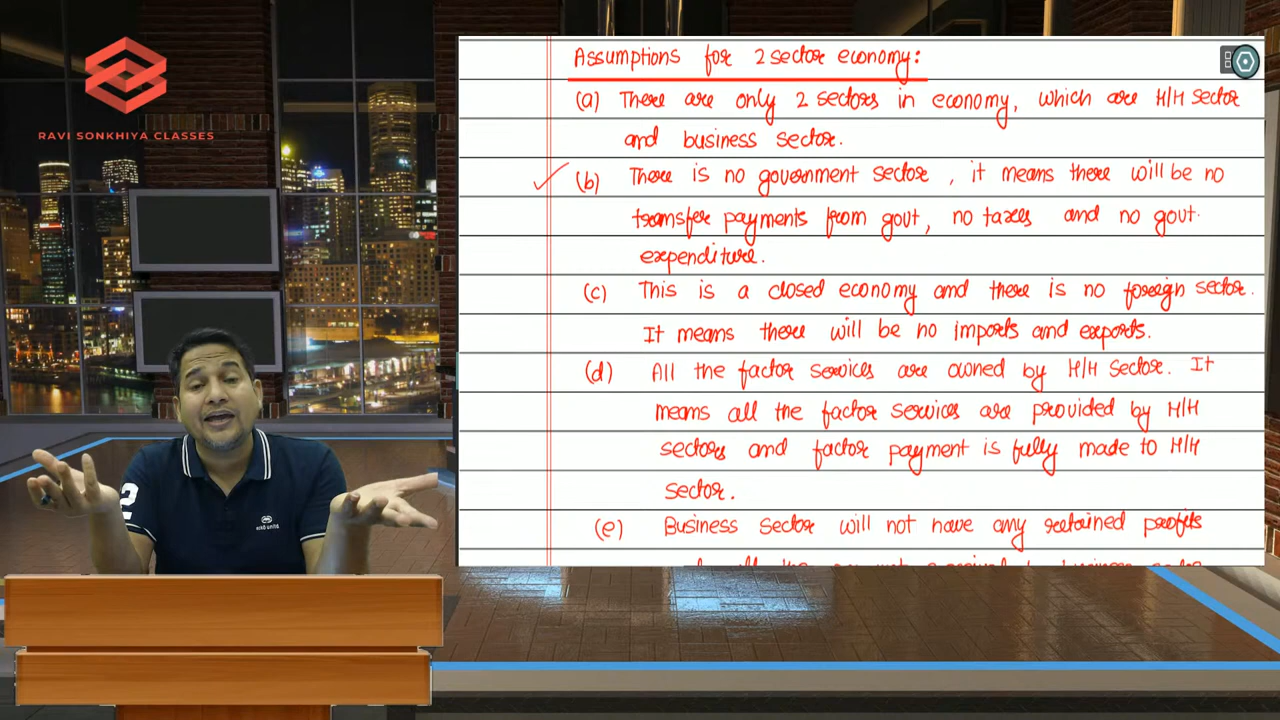 RAVI SONKHIYA CLASSES
Assumptions for 2 sector economy:
(a) There are only 2 sectors in economy, which are H/H sector
and business sector.
(b) There is no government sector, it means there will be no
transfer payments from govt, no taxes and no govt.
expenditure.
(c) This is a closed economy and there is no foreign sector.
It means there will be no imports and exports.
(d) All the factor services are owned by H/H sector. It
means all the factor services are provided by H/H
sectors and factor payment is fully made to H/H
sector.
(e) Business sector will not have any retained profits
2